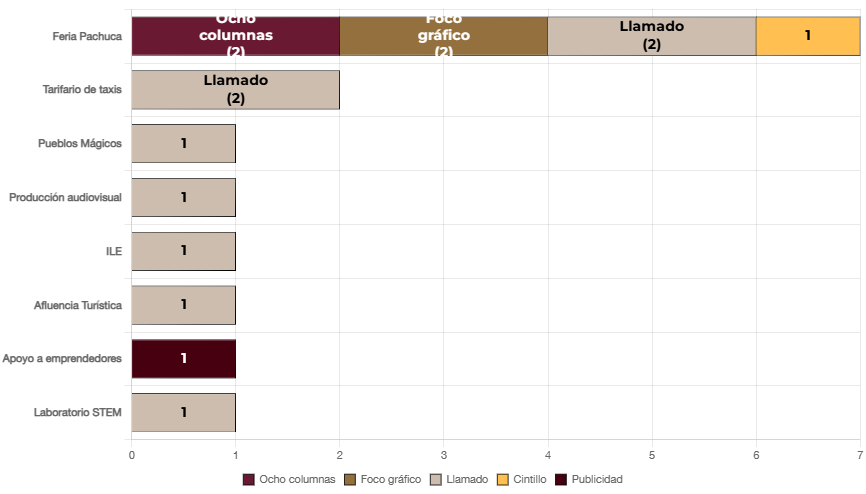 Feria Pachuca
Ocho
columnas
(2)
Foco
gráfico
(2)
Llamado
(2)
1
Tarifario de taxis
Llamado
(2)
Pueblos Mágicos
1
Producción audiovisual
1
ILE
1
Afluencia Turística
1
Apoyo a emprendedores
1
Laboratorio STEM
1
0 1 2 3 4 5 6 7
Ocho columnas Foco gráfico Llamado Cintillo Publicidad